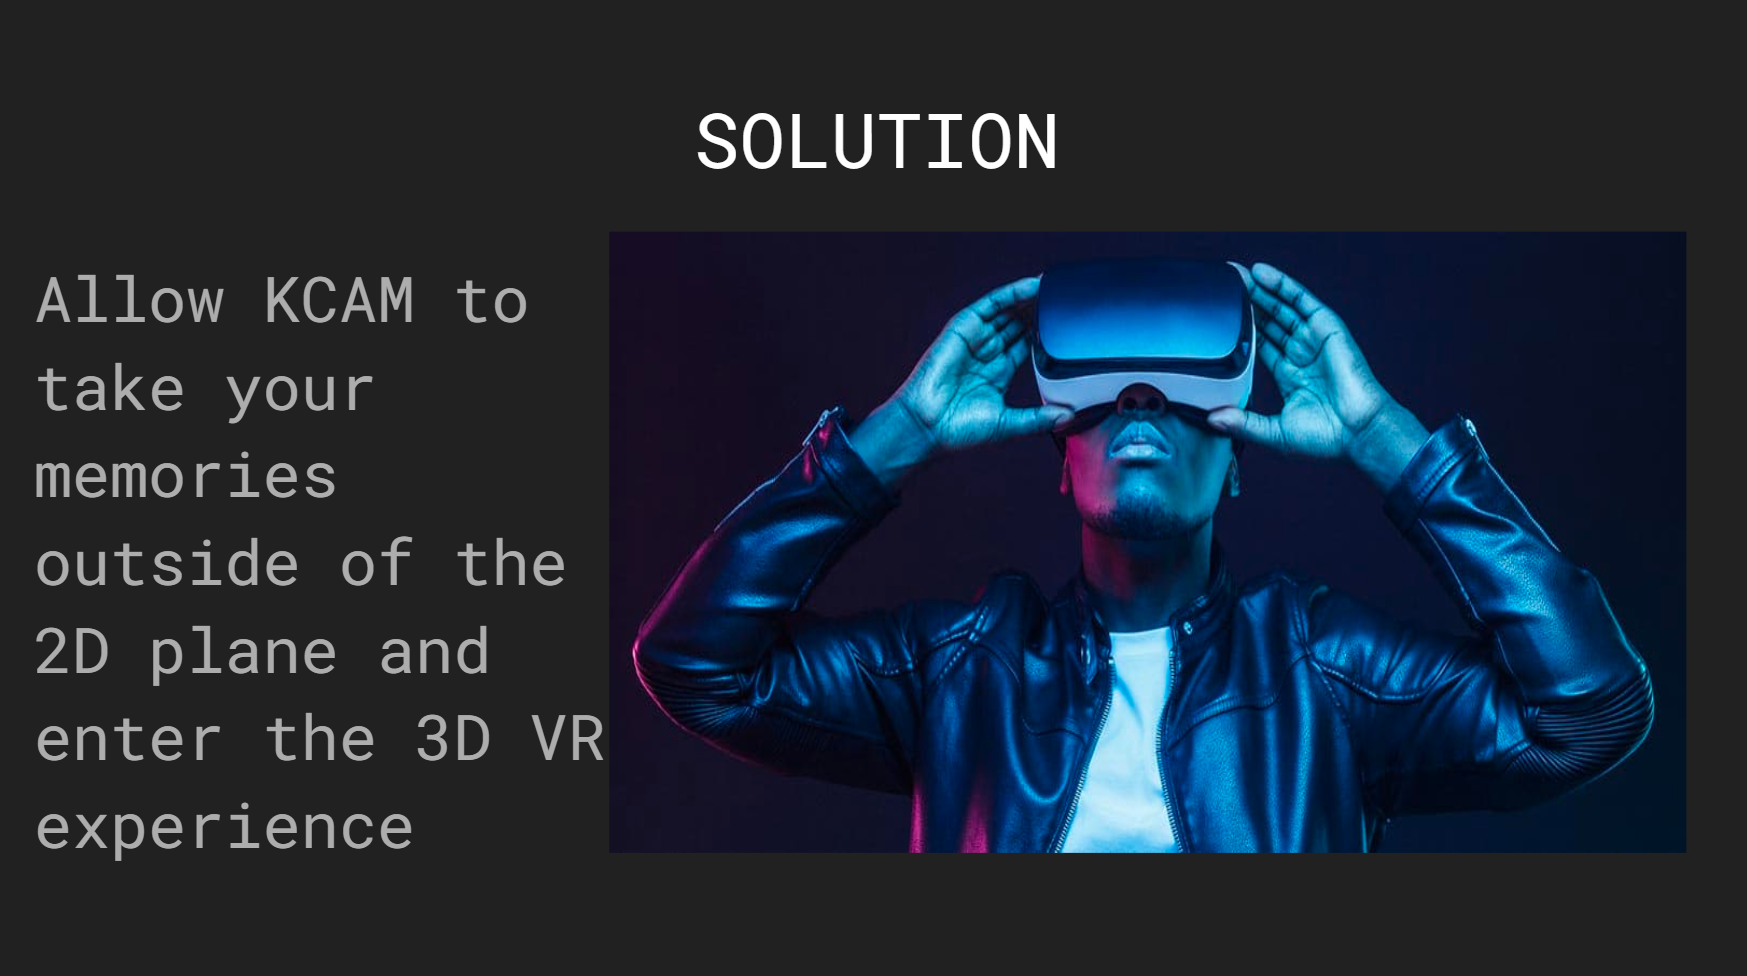 SOLUTION
Allow KCAM to
take your
memories
outside of the
2D plane and
enter the 3D VR
experience